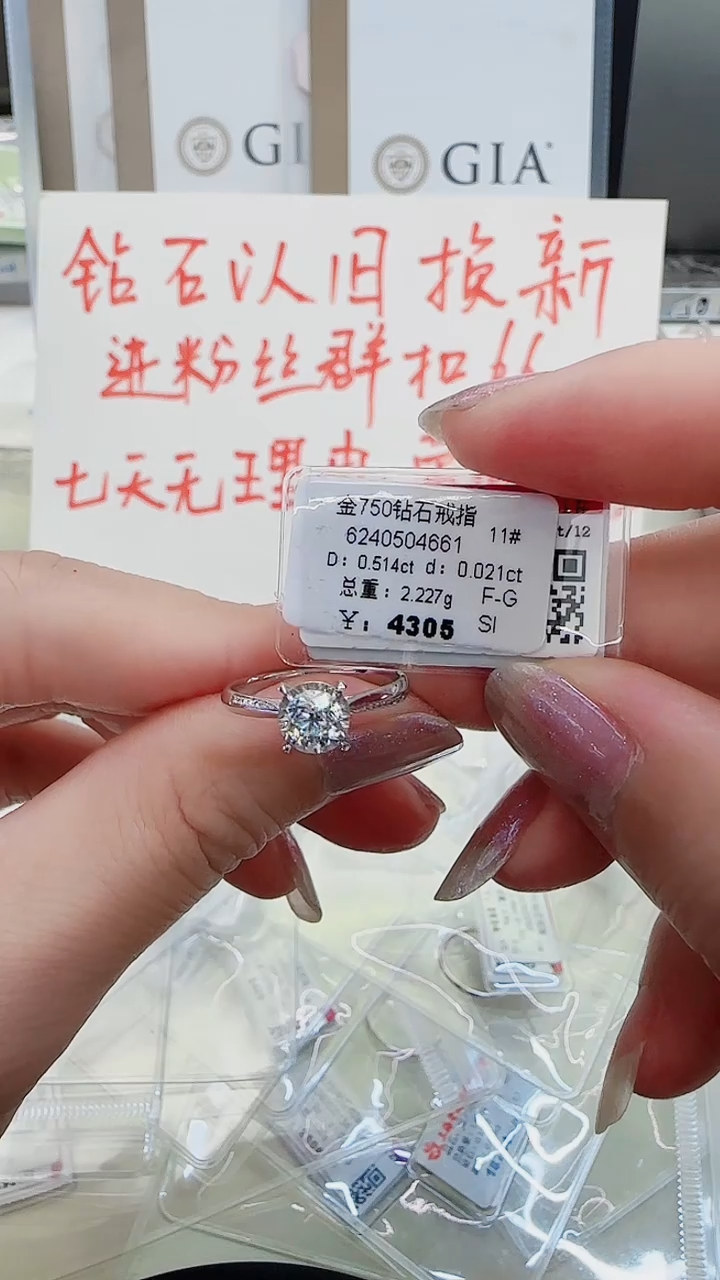 GI
GIA
钻石以旧换新
进粉丝群扣66
七天无理由
金750钻石戒指 11#
6240504661
D: 0.514ct d: 0.021ct
总重: 2.227g F-G
¥: 4305 SI
t/12